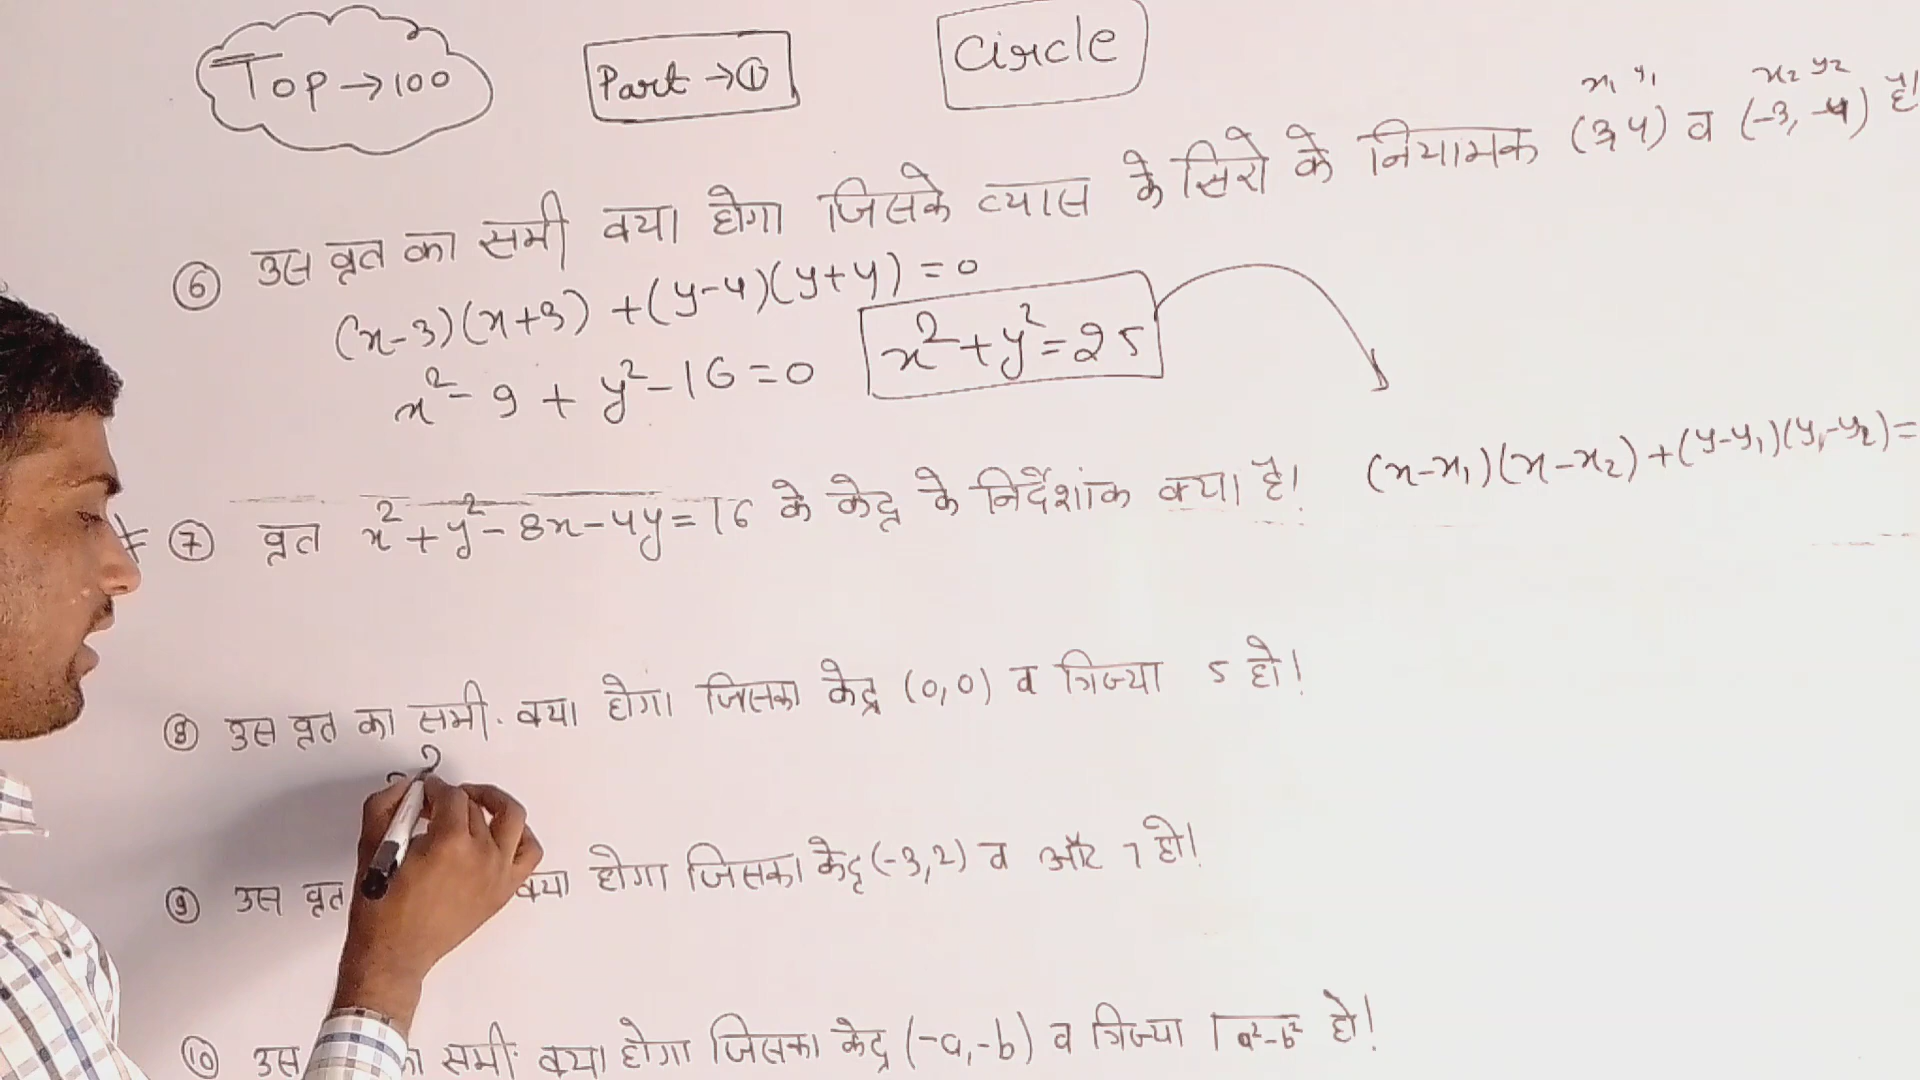 Top → 100
Part → ①
Circle
x₁ y₁ x₂ y₂
⑥ उस वृत का समी क्या होगा जिसके व्यास के सिरो के नियामक (3,4) व (-3,-4) है!
(x-3)(x+3) + (y-4)(y+4) = 0
x² - 9 + y² - 16 = 0
x² + y² = 25
(x-x₁)(x-x₂) + (y-y₁)(y₁-y₂) =
⑦ वृत x² + y² - 8x - 4y = 16 के केद्र के निर्देशांक क्या है!
⑧ उस वृत का समी. क्या होगा जिसका केद्र (0,0) व त्रिज्या 5 हो!
⑨ उस वृत क्या होगा जिसका केद्र (-3,2) व और 7 हो!
⑩ उस का समी. क्या होगा जिसका केद्र (-a,-b) व त्रिज्या √a²-b² हो!